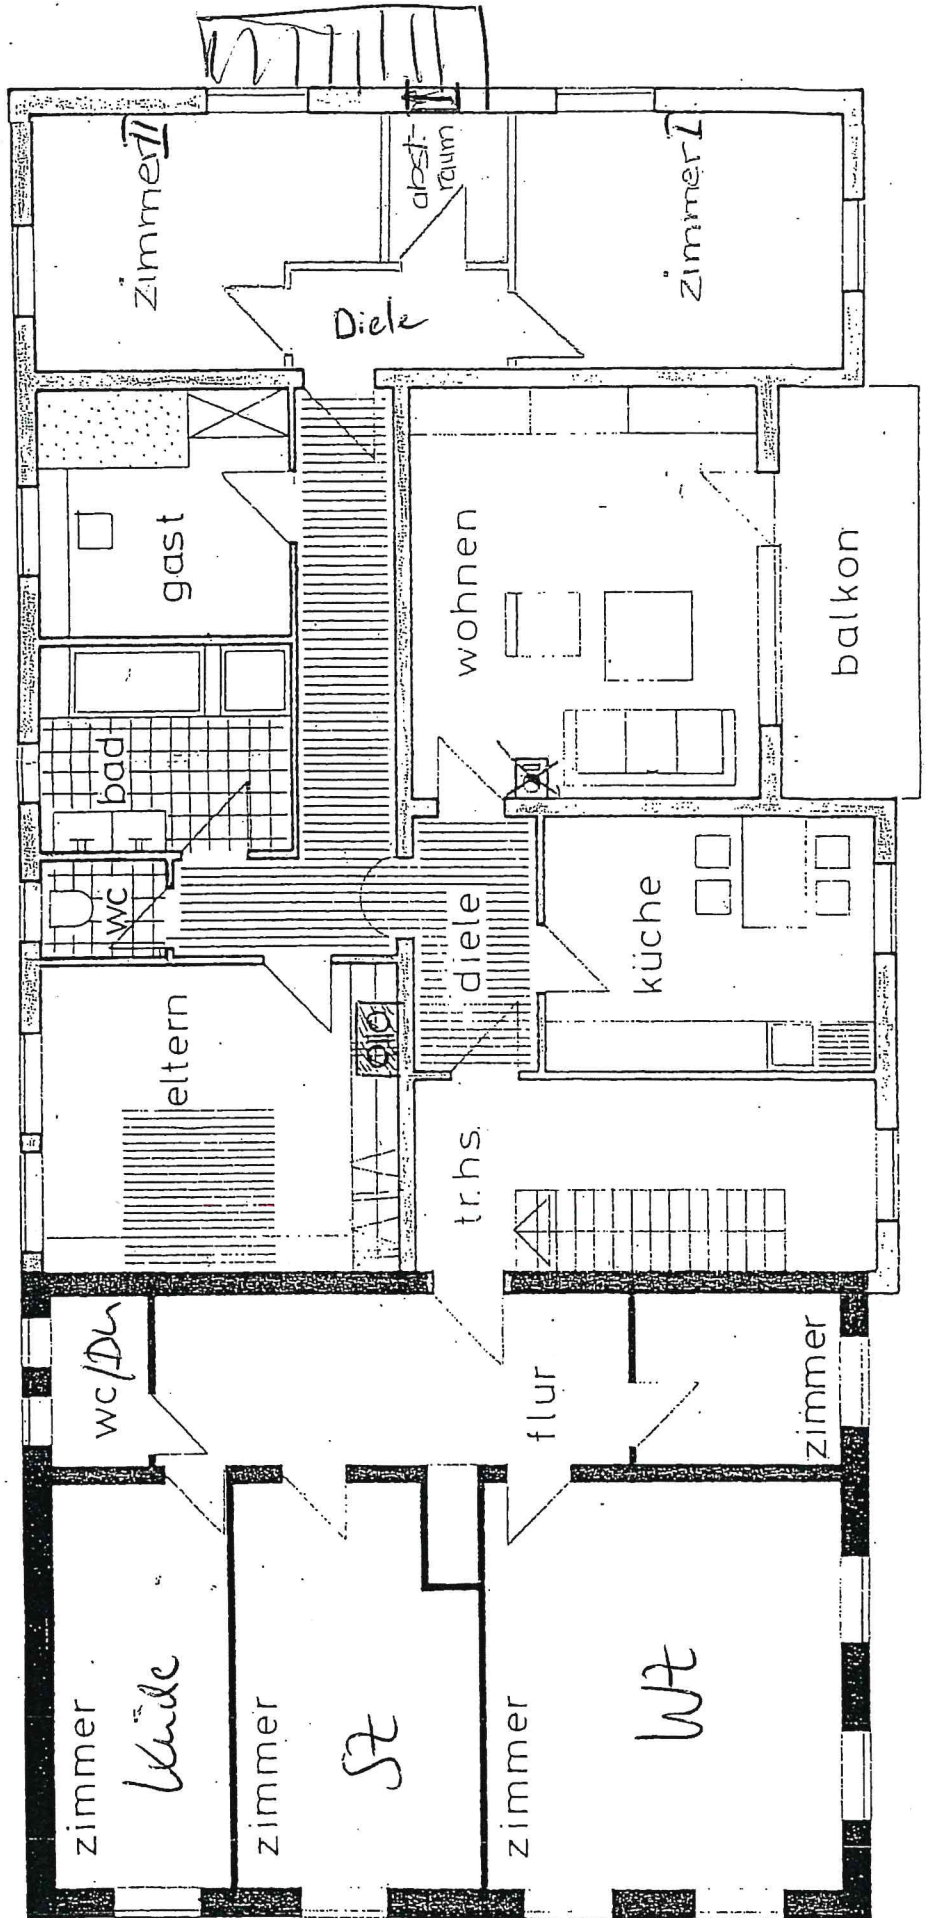 zimmer II
abst.
raum
zimmer I
Diele
gast
wohnen
balkon
bad
wc
diele
küche
eltern
tr.hs.
wc/Du
flur
zimmer
zimmer
Küche
zimmer
SZ
zimmer
WZ